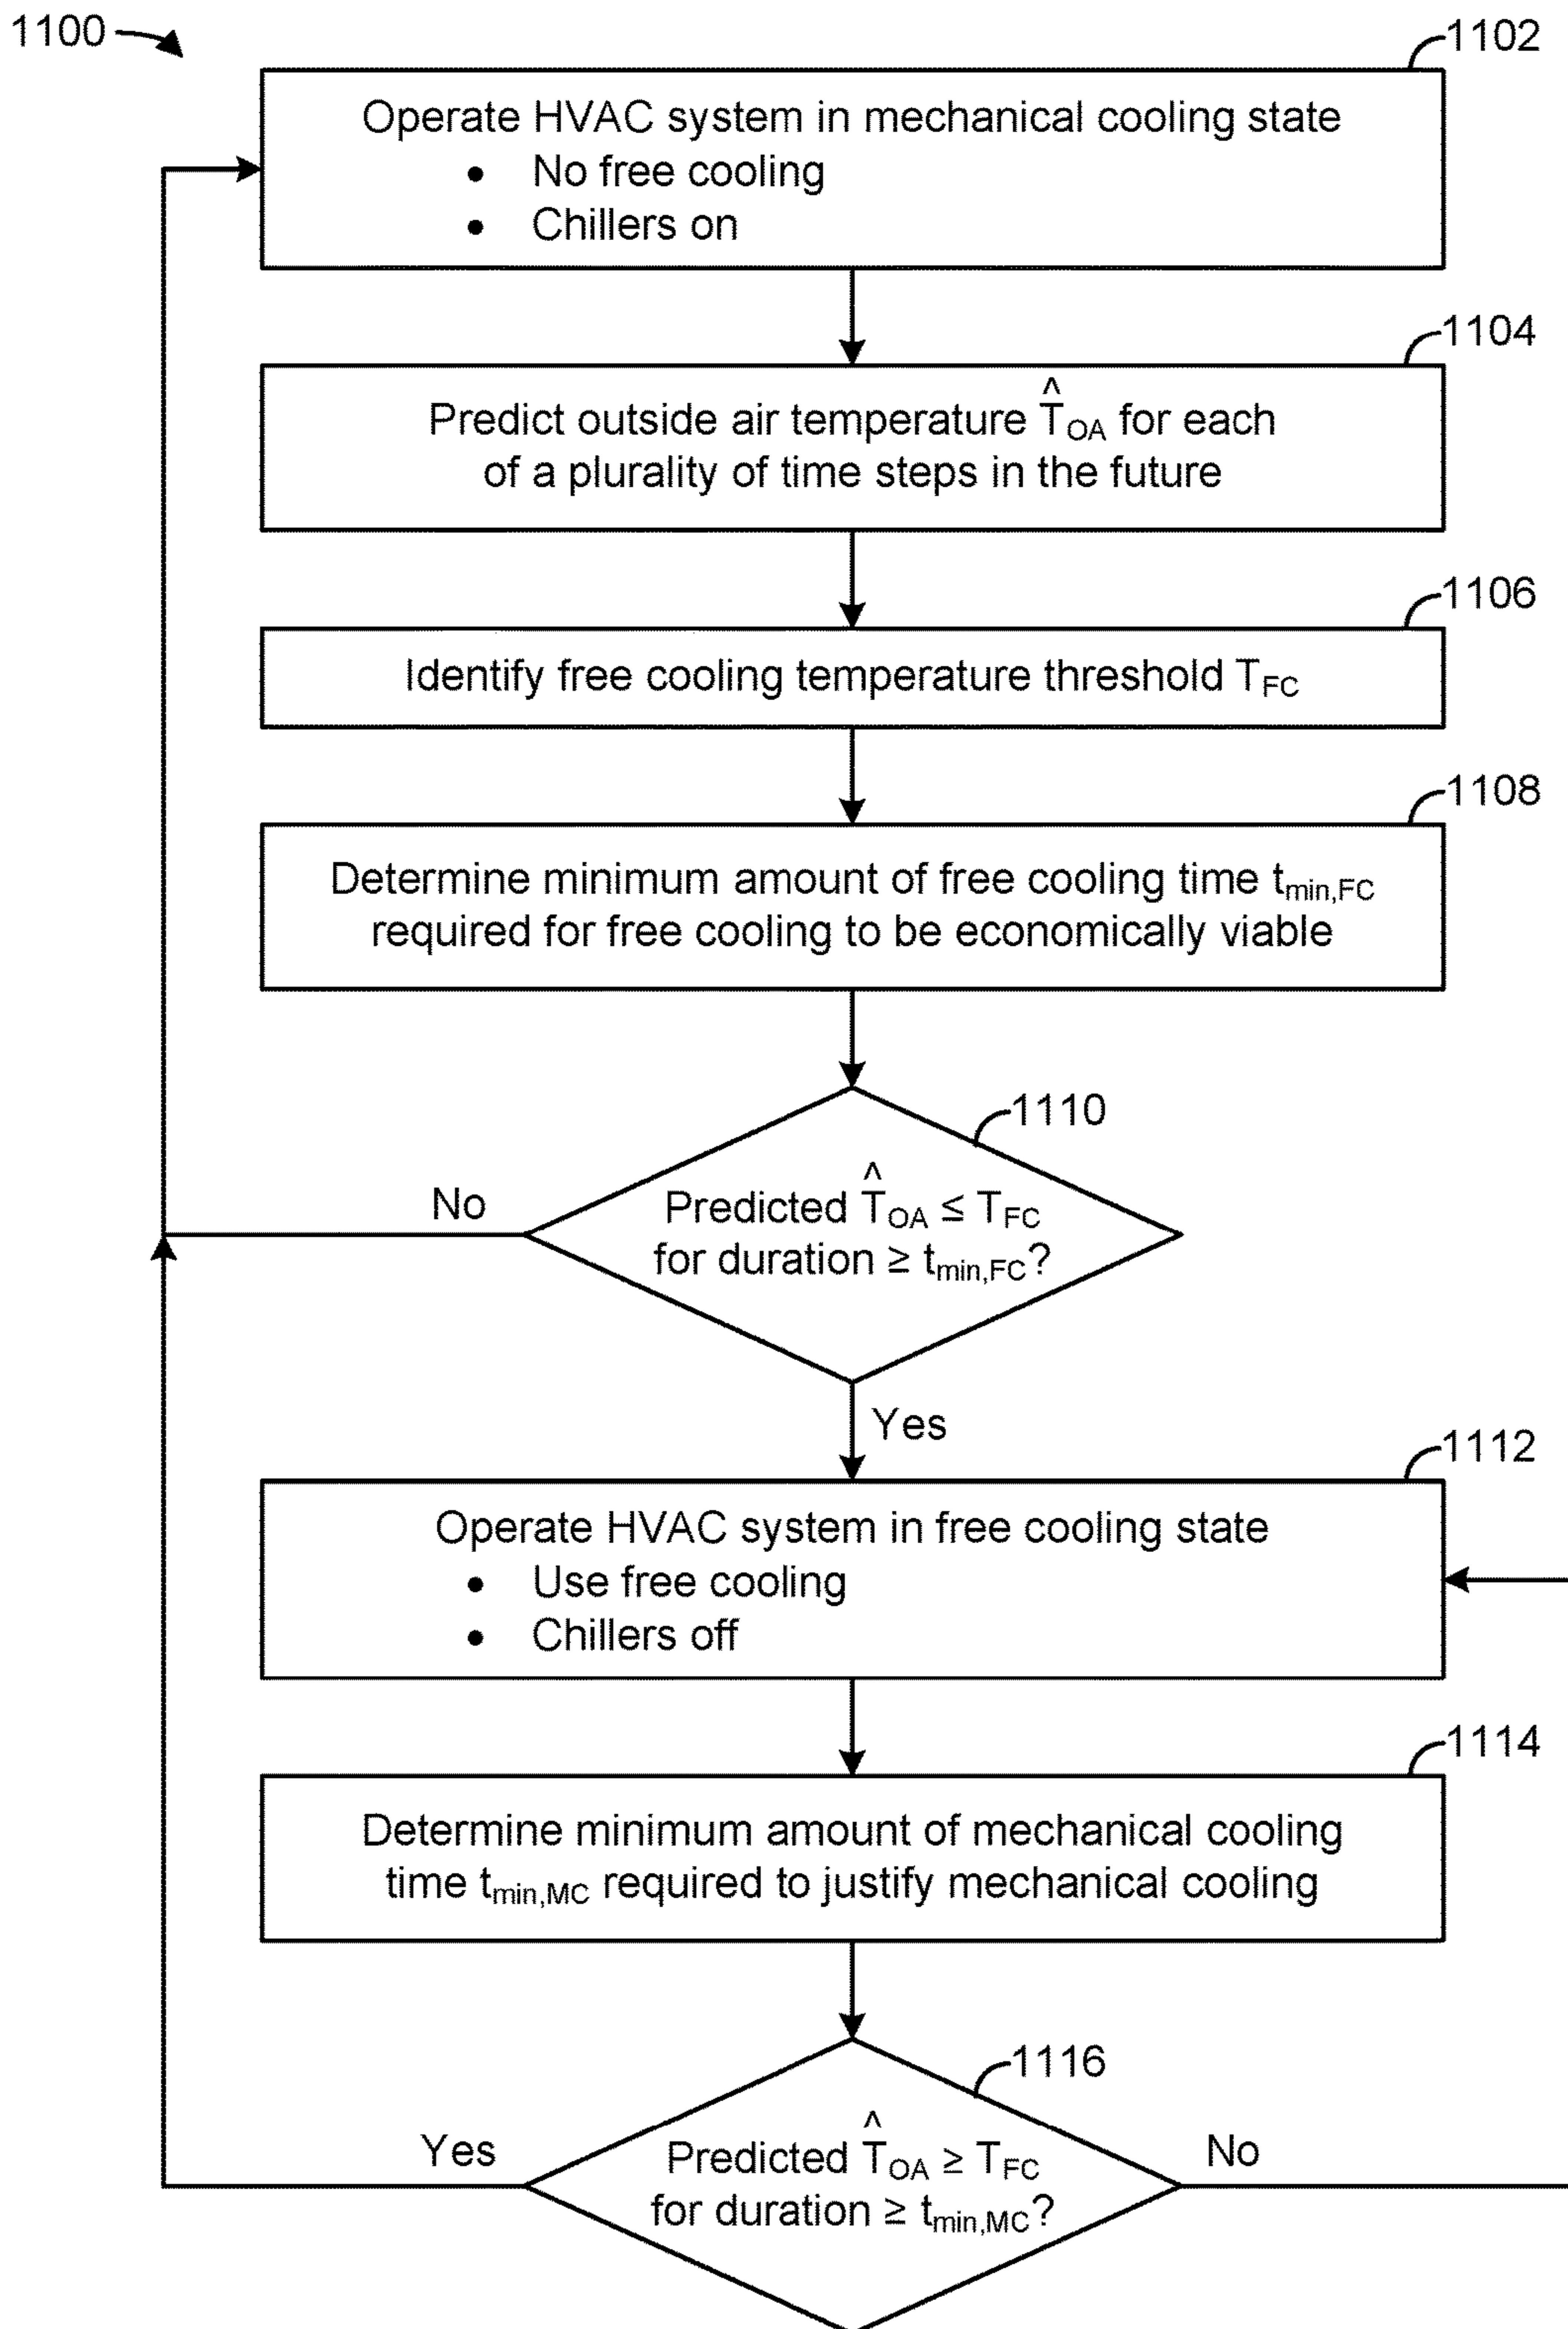 1100
1102
Operate HVAC system in mechanical cooling state
• No free cooling
• Chillers on
1104
Predict outside air temperature T̂OA for each
of a plurality of time steps in the future
1106
Identify free cooling temperature threshold TFC
1108
Determine minimum amount of free cooling time tmin,FC
required for free cooling to be economically viable
1110
No
Predicted T̂OA ≤ TFC
for duration ≥ tmin,FC?
Yes
1112
Operate HVAC system in free cooling state
• Use free cooling
• Chillers off
1114
Determine minimum amount of mechanical cooling
time tmin,MC required to justify mechanical cooling
1116
Yes
Predicted T̂OA ≥ TFC
for duration ≥ tmin,MC?
No